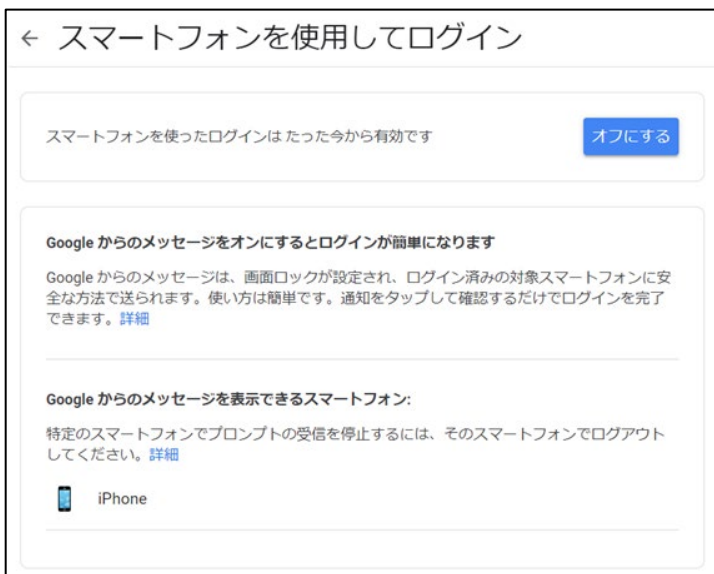 スマートフォンを使用してログイン
スマートフォンを使ったログインは たった今から有効です
オフにする
Google からのメッセージをオンにするとログインが簡単になります
Google からのメッセージは、画面ロックが設定され、ログイン済みの対象スマートフォンに安
全な方法で送られます。使い方は簡単です。通知をタップして確認するだけでログインを完了
できます。詳細
Google からのメッセージを表示できるスマートフォン:
特定のスマートフォンでプロンプトの受信を停止するには、そのスマートフォンでログアウト
してください。詳細
iPhone